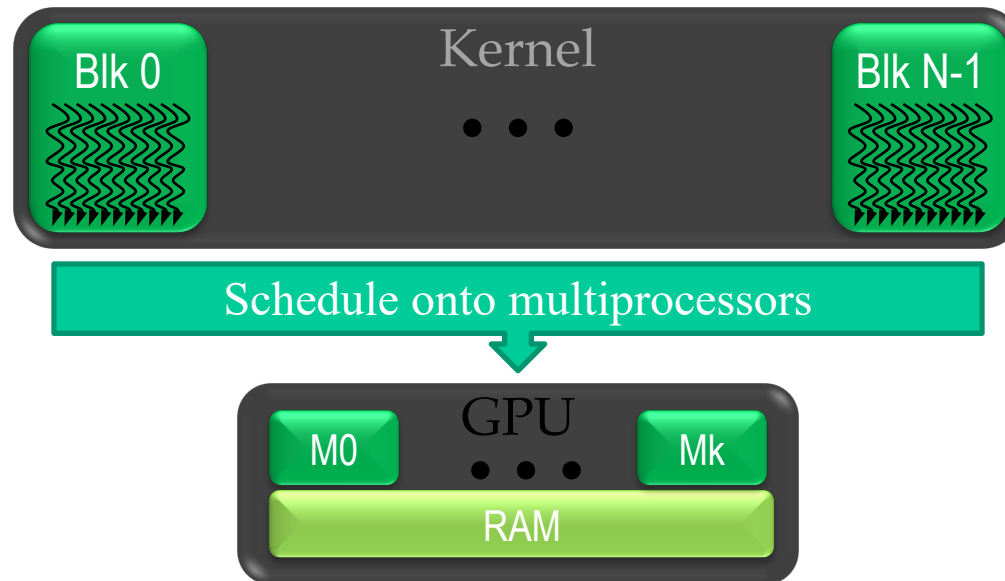 Kernel
Blk 0
Blk N-1
• • •
Schedule onto multiprocessors
GPU
M0
• • •
Mk
RAM